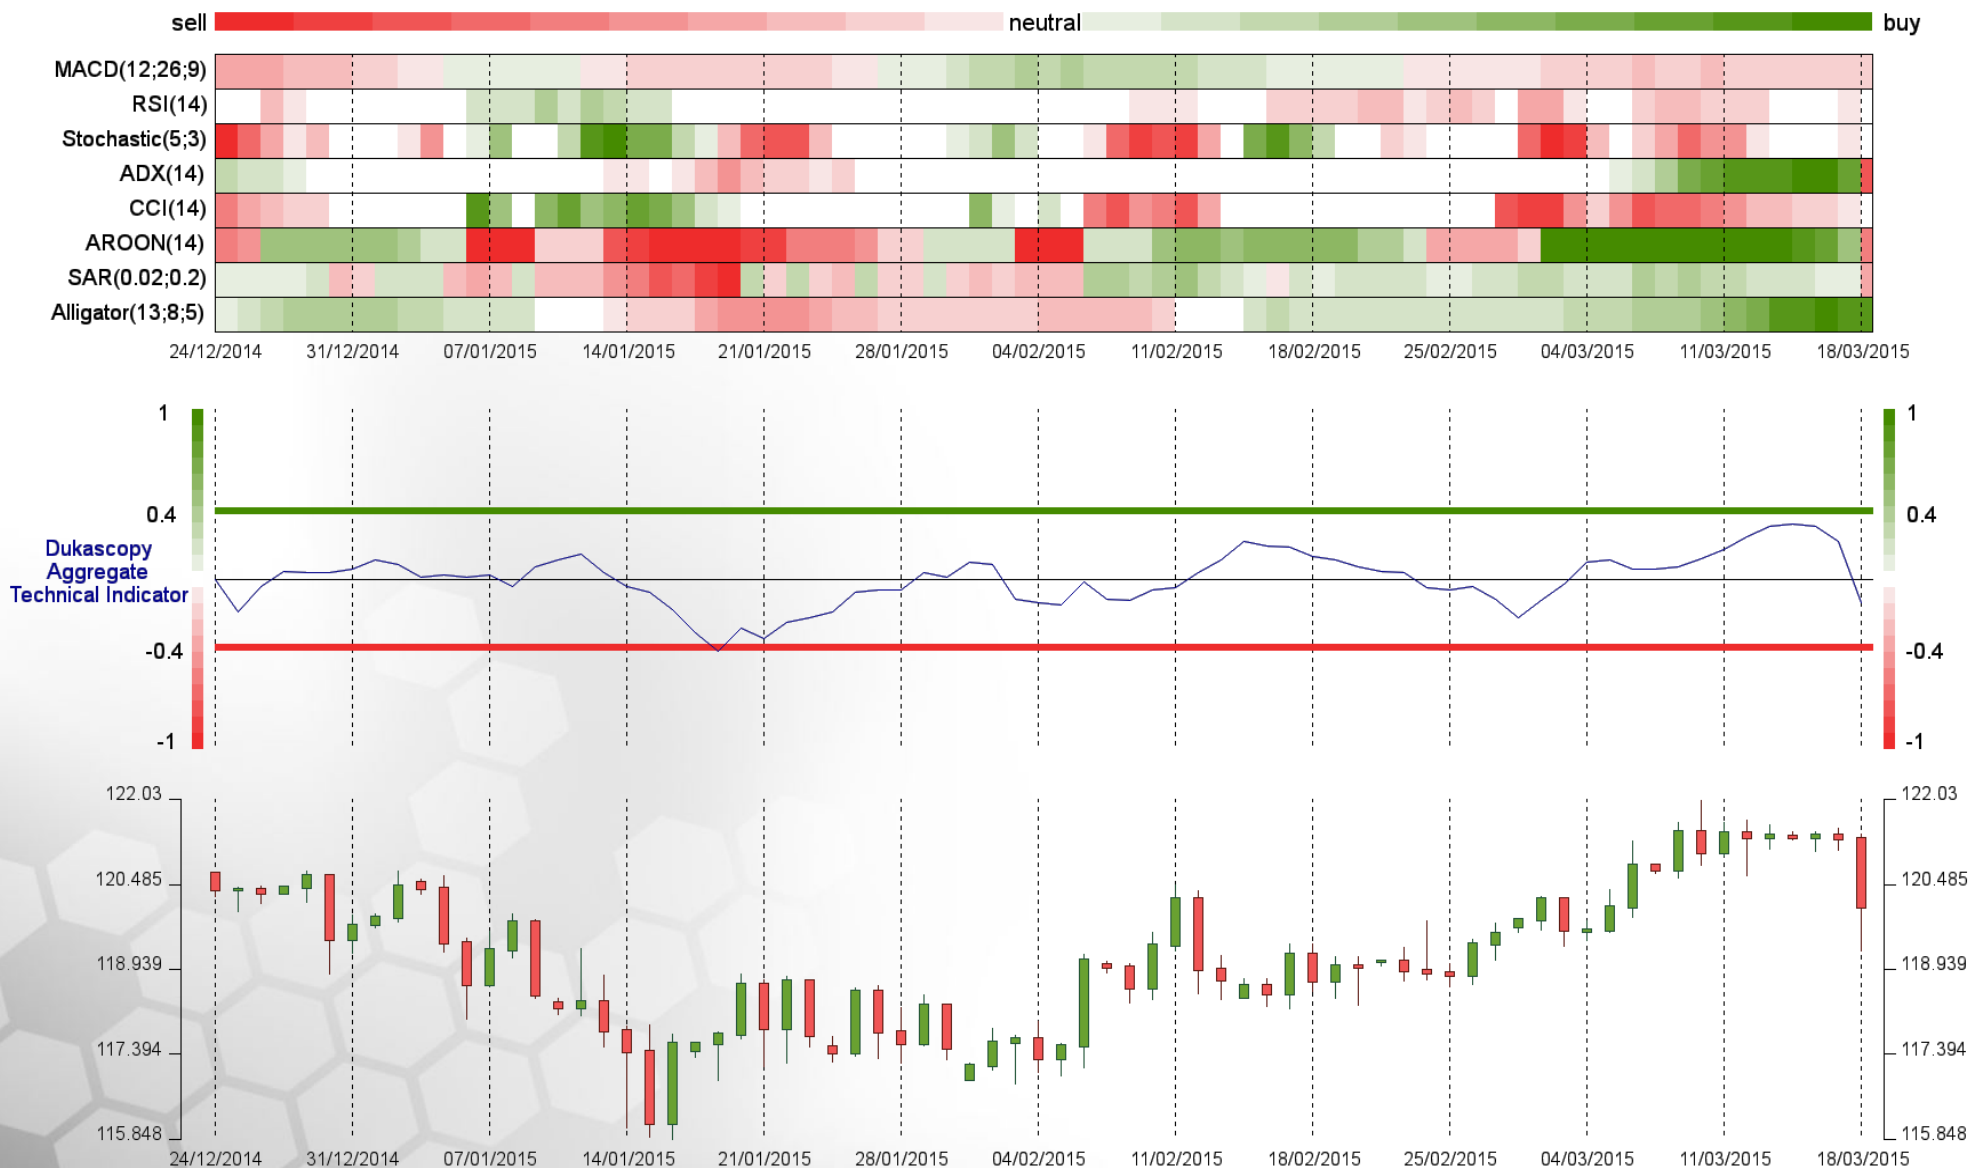 sell neutral buy
MACD(12;26;9)
RSI(14)
Stochastic(5;3)
ADX(14)
CCI(14)
AROON(14)
SAR(0.02;0.2)
Alligator(13;8;5)
24/12/2014 31/12/2014 07/01/2015 14/01/2015 21/01/2015 28/01/2015 04/02/2015 11/02/2015 18/02/2015 25/02/2015 04/03/2015 11/03/2015 18/03/2015
1 1
0.4 0.4
Dukascopy
Aggregate
Technical Indicator
-0.4 -0.4
-1 -1
122.03 122.03
120.485 120.485
118.939 118.939
117.394 117.394
115.848 115.848
24/12/2014 31/12/2014 07/01/2015 14/01/2015 21/01/2015 28/01/2015 04/02/2015 11/02/2015 18/02/2015 25/02/2015 04/03/2015 11/03/2015 18/03/2015